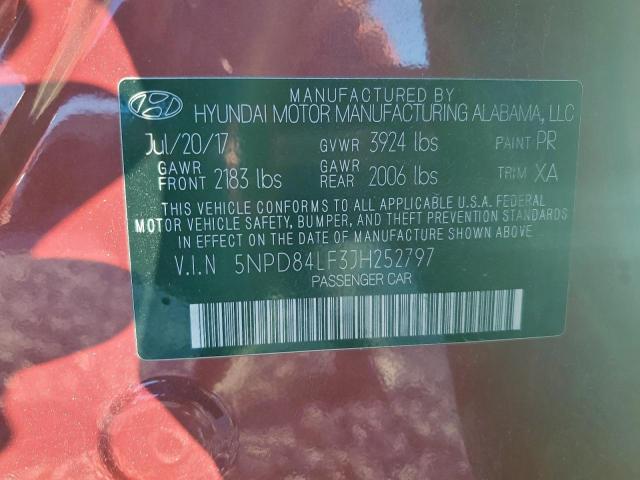 MANUFACTURED BY
HYUNDAI MOTOR MANUFACTURING ALABAMA, LLC
Jul/20/17 GVWR 3924 lbs PAINT PR
GAWR FRONT 2183 lbs GAWR REAR 2006 lbs TRIM XA
THIS VEHICLE CONFORMS TO ALL APPLICABLE U.S.A. FEDERAL
MOTOR VEHICLE SAFETY, BUMPER, AND THEFT PREVENTION STANDARDS
IN EFFECT ON THE DATE OF MANUFACTURE SHOWN ABOVE.
V.I.N 5NPD84LF3JH252797
PASSENGER CAR